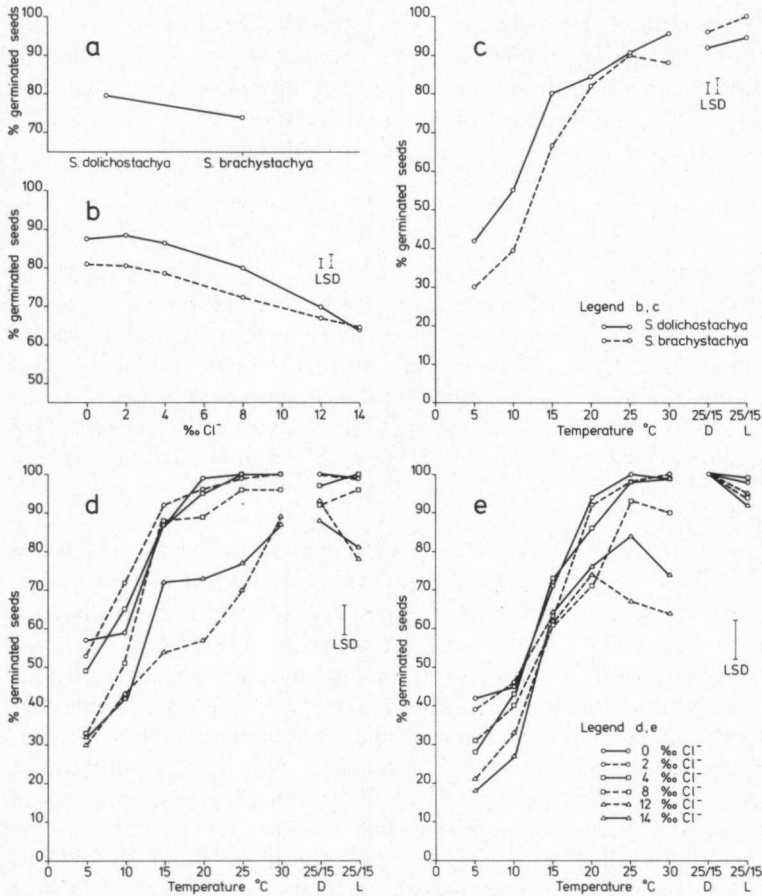 a
% germinated seeds
100
90
80
70
S. dolichostachya
S. brachystachya
b
% germinated seeds
100
90
80
70
60
50
LSD
0
2
4
6
8
10
12
14
‰ Cl⁻
c
% germinated seeds
100
90
80
70
60
50
40
30
20
10
0
LSD
Legend b,c
S. dolichostachya
S. brachystachya
0
5
10
15
20
25
30
25/15
25/15
Temperature °C
D
L
d
% germinated seeds
100
90
80
70
60
50
40
30
20
10
0
LSD
0
5
10
15
20
25
30
25/15
25/15
Temperature °C
D
L
e
% germinated seeds
100
90
80
70
60
50
40
30
20
10
0
LSD
Legend d,e
0 ‰ Cl⁻
2 ‰ Cl⁻
4 ‰ Cl⁻
8 ‰ Cl⁻
12 ‰ Cl⁻
14 ‰ Cl⁻
0
5
10
15
20
25
30
25/15
25/15
Temperature °C
D
L